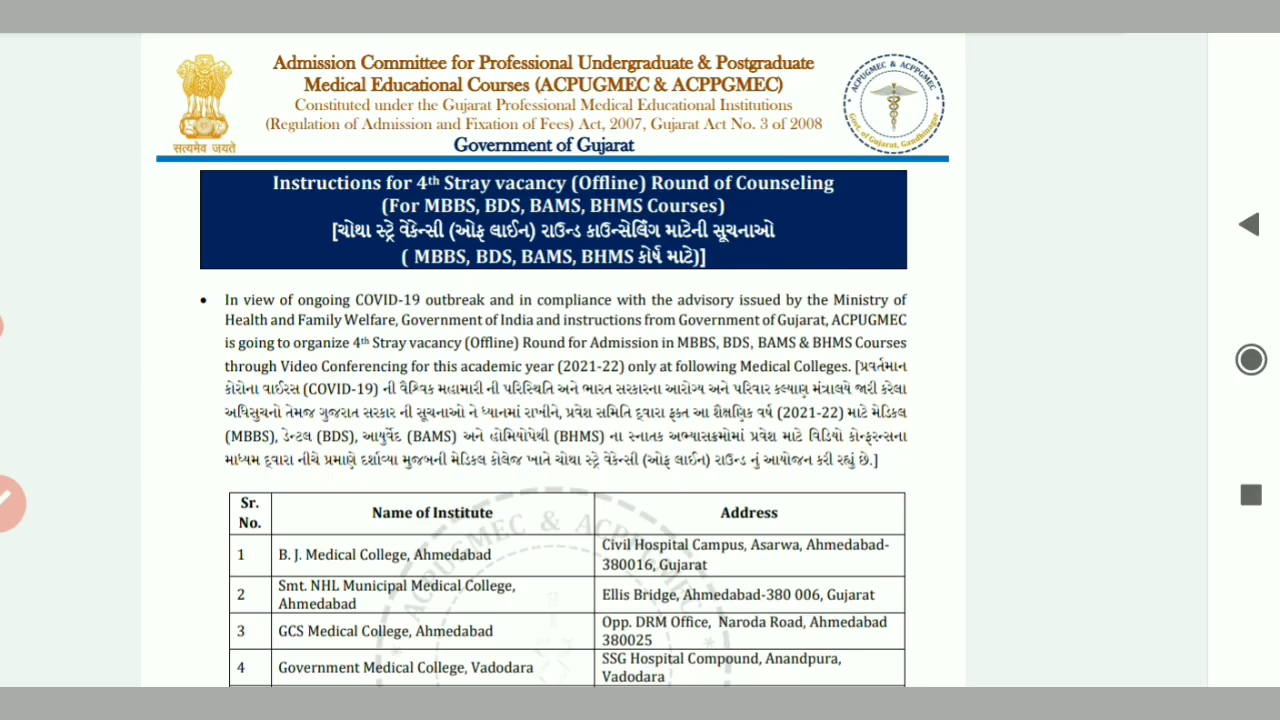 Admission Committee for Professional Undergraduate & Postgraduate
Medical Educational Courses (ACPUGMEC & ACPPGMEC)
Constituted under the Gujarat Professional Medical Educational Institutions
(Regulation of Admission and Fixation of Fees) Act, 2007, Gujarat Act No. 3 of 2008
Government of Gujarat
सत्यमेव जयते
ACPUGMEC & ACPPGMEC
Govt. of Gujarat, Gandhinagar
Instructions for 4th Stray vacancy (Offline) Round of Counseling
(For MBBS, BDS, BAMS, BHMS Courses)
[ચોથા સ્ટ્રે વેકેન્સી (ઓફ લાઈન) રાઉન્ડ કાઉન્સેલિંગ માટેની સૂચનાઓ
( MBBS, BDS, BAMS, BHMS કોર્ષ માટે)]
• In view of ongoing COVID-19 outbreak and in compliance with the advisory issued by the Ministry of
Health and Family Welfare, Government of India and instructions from Government of Gujarat, ACPUGMEC
is going to organize 4th Stray vacancy (Offline) Round for Admission in MBBS, BDS, BAMS & BHMS Courses
through Video Conferencing for this academic year (2021-22) only at following Medical Colleges. [પ્રવર્તમાન
કોરોના વાઈરસ (COVID-19) ની વૈશ્વિક મહામારી ની પરિસ્થિતિ અને ભારત સરકારના આરોગ્ય અને પરિવાર કલ્યાણ મંત્રાલયે જારી કરેલા
અધિસુચનો તેમજ ગુજરાત સરકાર ની સૂચનાઓ ને ધ્યાનમાં રાખીને, પ્રવેશ સમિતિ દ્વારા ફક્ત આ શૈક્ષણિક વર્ષ (2021-22) માટે મેડિકલ
(MBBS), ડેન્ટલ (BDS), આયુર્વેદ (BAMS) અને હોમિયોપેથી (BHMS) ના સ્નાતક અભ્યાસક્રમોમાં પ્રવેશ માટે વિડિયો કોન્ફરન્સના
માધ્યમ દ્વારા નીચે પ્રમાણે દર્શાવ્યા મુજબની મેડિકલ કોલેજ ખાતે ચોથા સ્ટ્રે વેકેન્સી (ઓફ લાઈન) રાઉન્ડ નું આયોજન કરી રહ્યું છે.]
Sr. No. Name of Institute Address
1 B. J. Medical College, Ahmedabad Civil Hospital Campus, Asarwa, Ahmedabad-
380016, Gujarat
2 Smt. NHL Municipal Medical College, Ahmedabad Ellis Bridge, Ahmedabad-380 006, Gujarat
3 GCS Medical College, Ahmedabad Opp. DRM Office, Naroda Road, Ahmedabad
380025
4 Government Medical College, Vadodara SSG Hospital Compound, Anandpura,
Vadodara
ACPUGMEC & ACPPGMEC